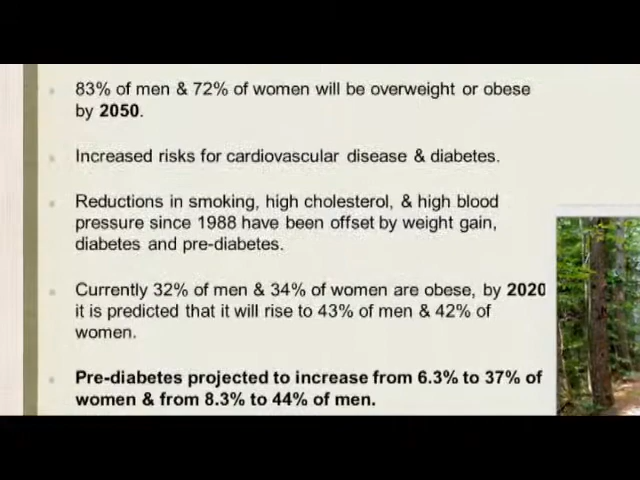 83% of men & 72% of women will be overweight or obese
by 2050.
Increased risks for cardiovascular disease & diabetes.
Reductions in smoking, high cholesterol, & high blood
pressure since 1988 have been offset by weight gain,
diabetes and pre-diabetes.
Currently 32% of men & 34% of women are obese, by 2020
it is predicted that it will rise to 43% of men & 42% of
women.
Pre-diabetes projected to increase from 6.3% to 37% of
women & from 8.3% to 44% of men.